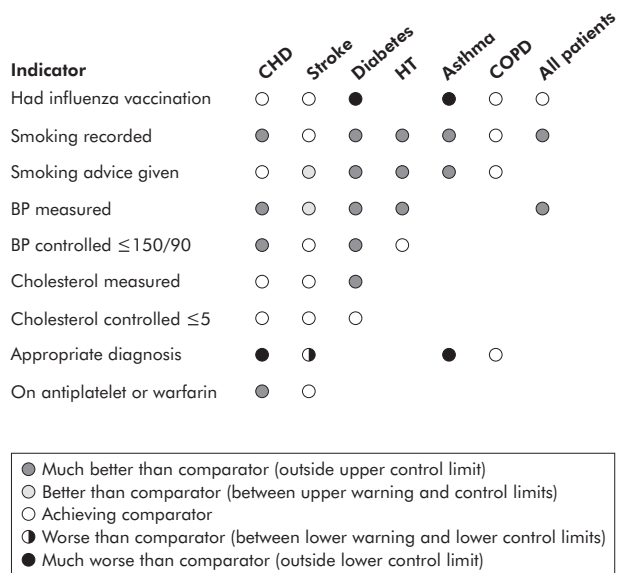 CHD Stroke Diabetes HT Asthma COPD All patients
Indicator
Had influenza vaccination
Smoking recorded
Smoking advice given
BP measured
BP controlled ≤150/90
Cholesterol measured
Cholesterol controlled ≤5
Appropriate diagnosis
On antiplatelet or warfarin
Much better than comparator (outside upper control limit)
Better than comparator (between upper warning and control limits)
Achieving comparator
Worse than comparator (between lower warning and lower control limits)
Much worse than comparator (outside lower control limit)